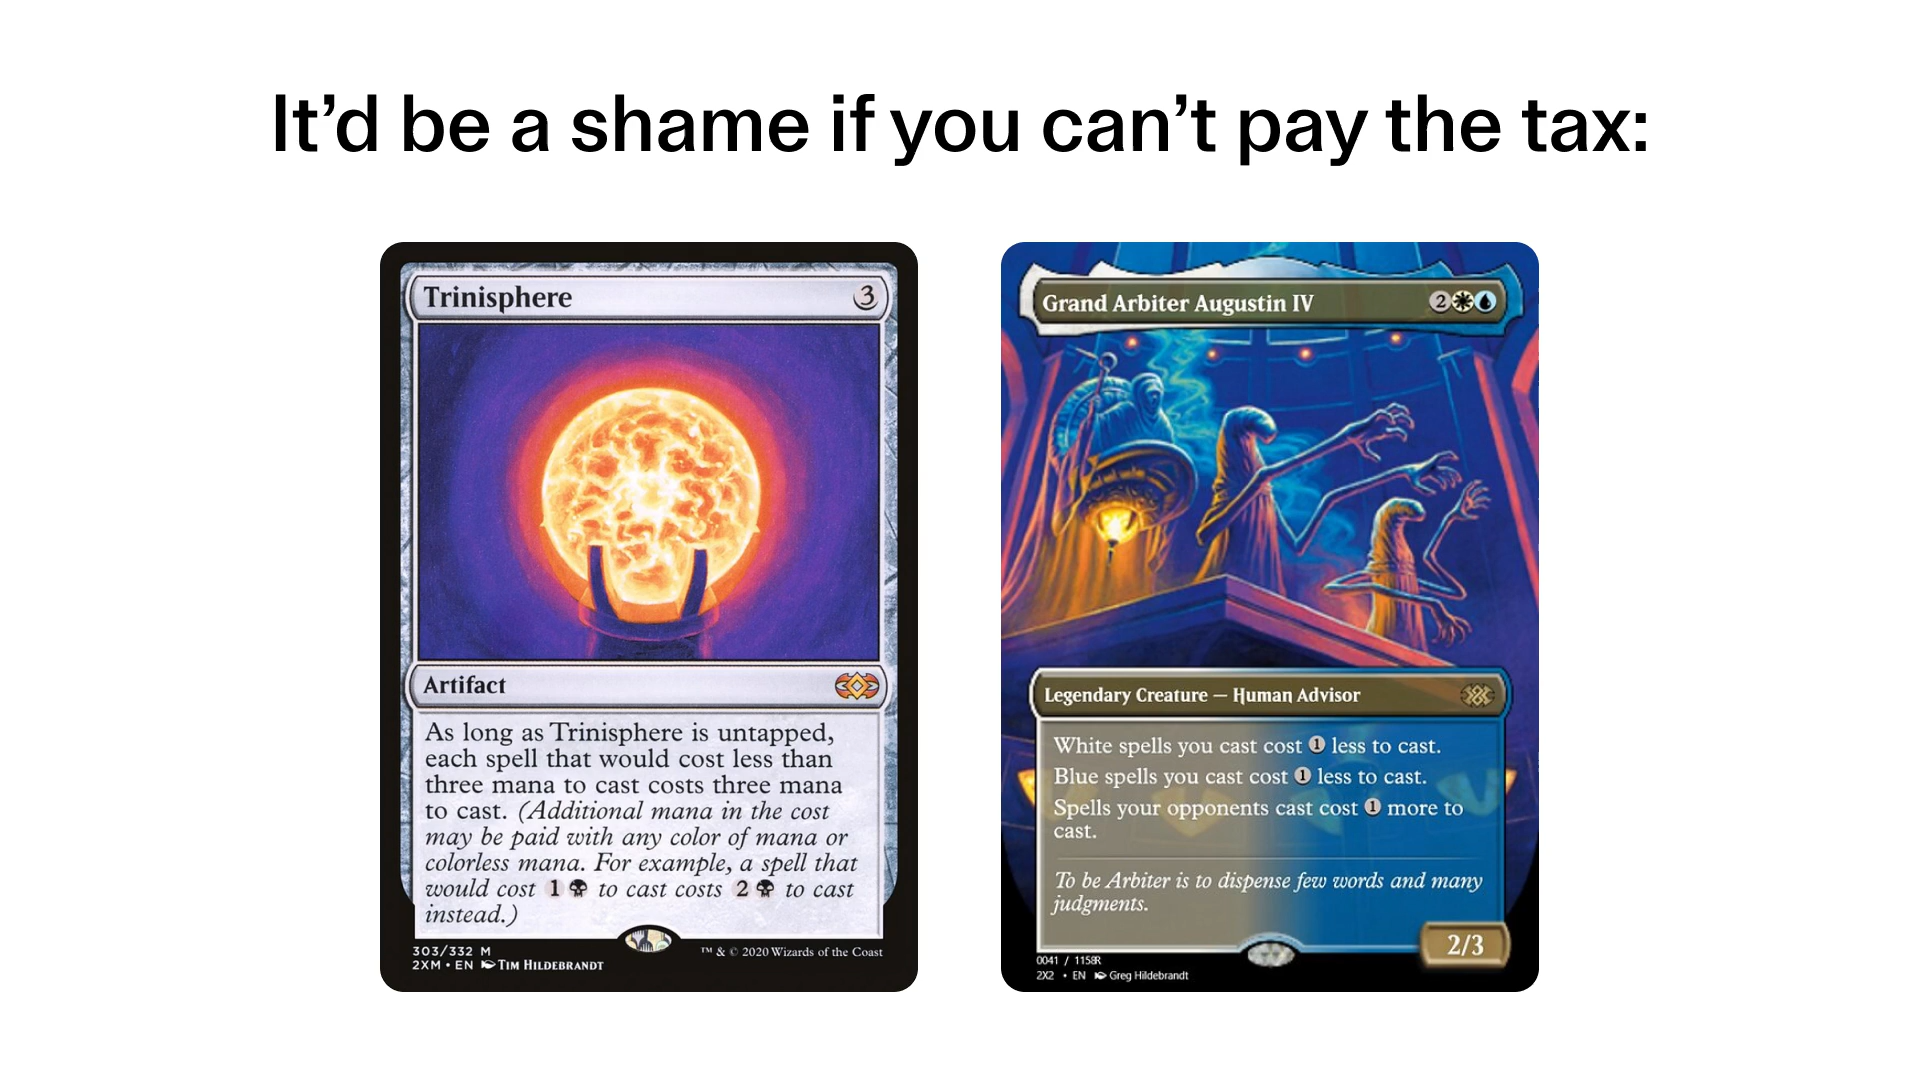 It’d be a shame if you can’t pay the tax:
Trinisphere 3
Artifact
As long as Trinisphere is untapped,
each spell that would cost less than
three mana to cast costs three mana
to cast. (Additional mana in the cost
may be paid with any color of mana or
colorless mana. For example, a spell that
would cost 1 to cast costs 2 to cast
instead.)
303/332 M
2XM • EN TIM HILDEBRANDT
™ & © 2020 Wizards of the Coast
Grand Arbiter Augustin IV 2
Legendary Creature — Human Advisor
White spells you cast cost 1 less to cast.
Blue spells you cast cost 1 less to cast.
Spells your opponents cast cost 1 more to
cast.
To be Arbiter is to dispense few words and many
judgments.
2/3
0041 / 1158R
2X2 • EN Greg Hildebrandt